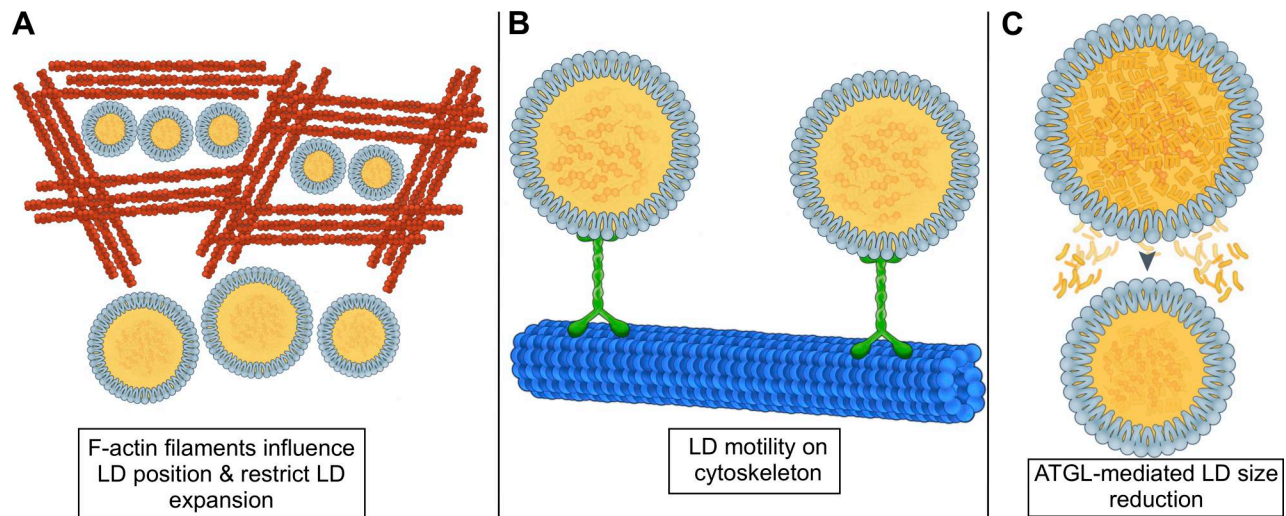 A
B
C
F-actin filaments influence
LD position & restrict LD
expansion
LD motility on
cytoskeleton
ATGL-mediated LD size
reduction